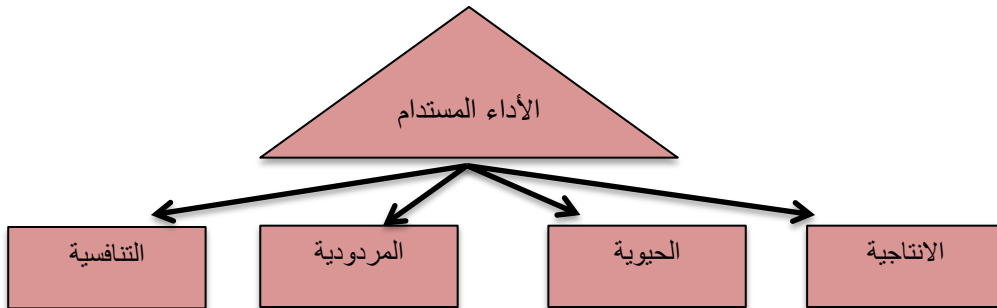 الأداء المستدام
الانتاجية
الحيوية
المردودية
التنافسية